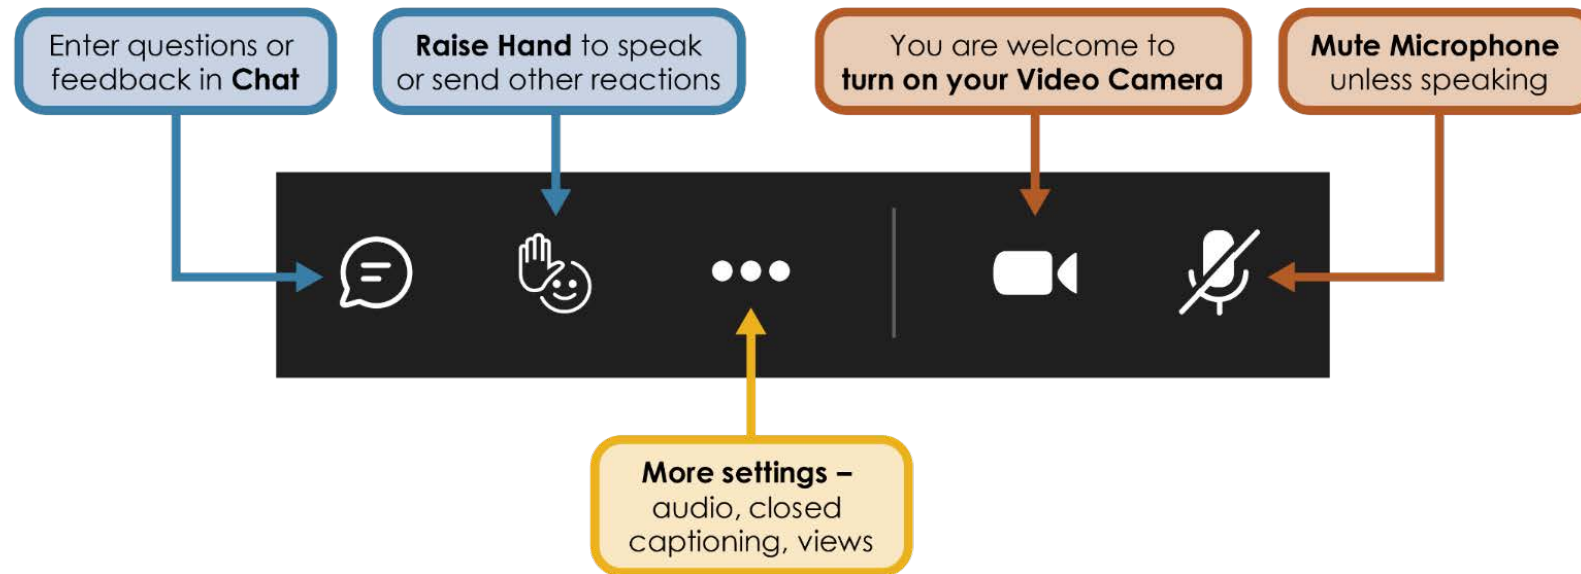 Enter questions or
feedback in Chat
Raise Hand to speak
or send other reactions
You are welcome to
turn on your Video Camera
Mute Microphone
unless speaking
More settings –
audio, closed
captioning, views